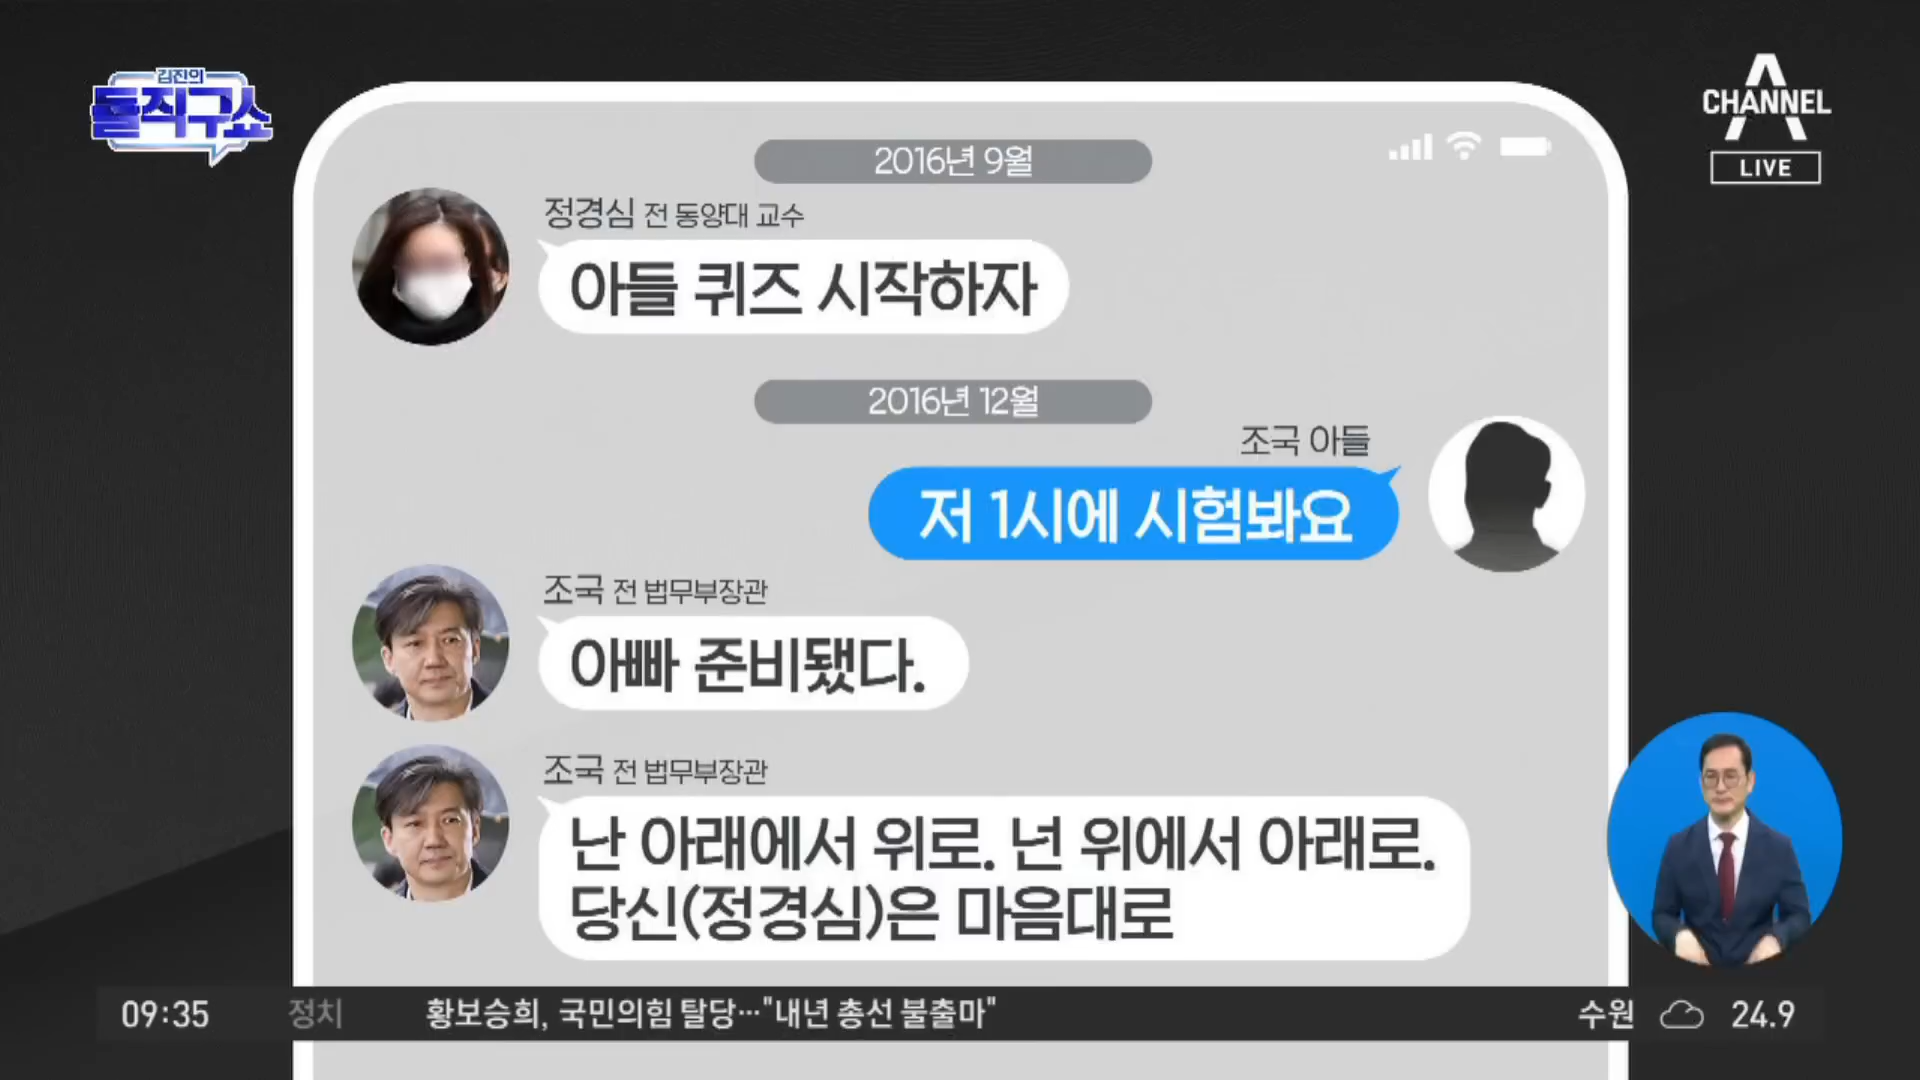 김진의
돌직구쇼
CHANNEL A
LIVE
2016년 9월
정경심 전 동양대 교수
아들 퀴즈 시작하자
2016년 12월
조국 아들
저 1시에 시험봐요
조국 전 법무부장관
아빠 준비됐다.
조국 전 법무부장관
난 아래에서 위로. 넌 위에서 아래로.
당신(정경심)은 마음대로
09:35 정치 황보승희, 국민의힘 탈당…"내년 총선 불출마" 수원 24.9